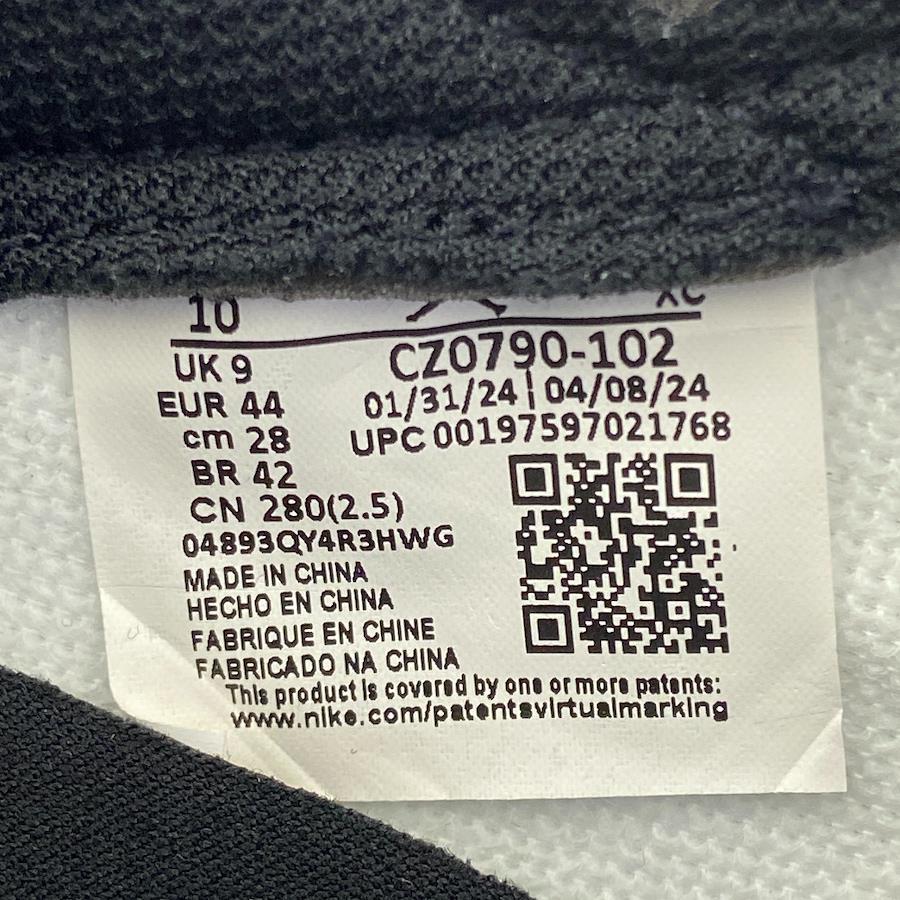 10 XC
UK 9 CZ0790-102
EUR 44 01/31/24 | 04/08/24
cm 28 UPC 00197597021768
BR 42
CN 280(2.5)
04893QY4R3HWG
MADE IN CHINA
HECHO EN CHINA
FABRIQUE EN CHINE
FABRICADO NA CHINA
This product is covered by one or more patents:
www.nike.com/patentsvirtualmarking